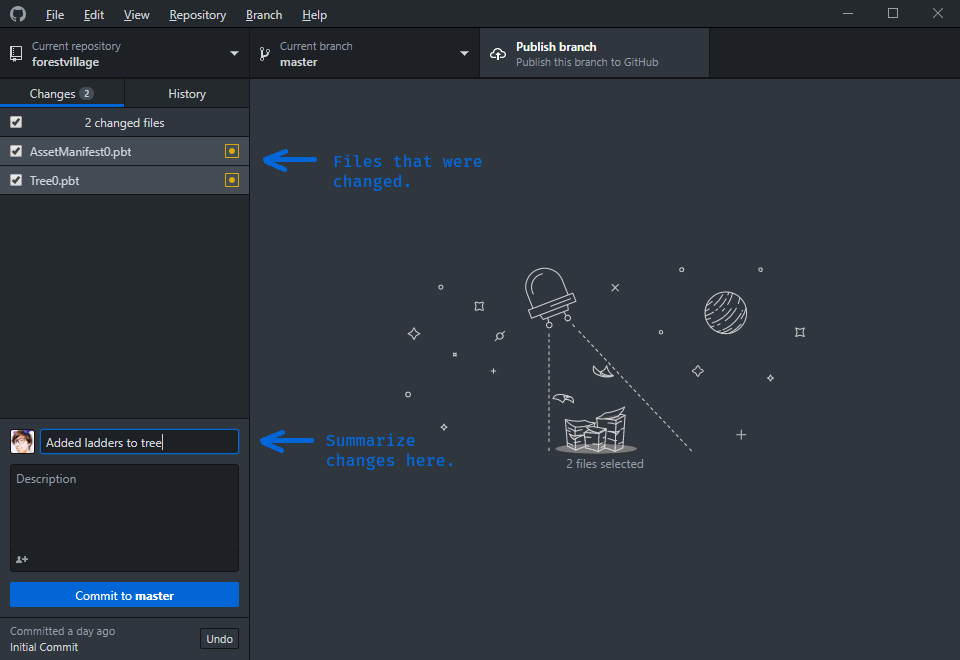 File Edit View Repository Branch Help
Current repository
forestvillage
Current branch
master
Publish branch
Publish this branch to GitHub
Changes 2
History
2 changed files
AssetManifest0.pbt
Tree0.pbt
Files that were
changed.
2 files selected
Added ladders to tree
Summarize
changes here.
Description
Commit to master
Committed a day ago
Initial Commit
Undo